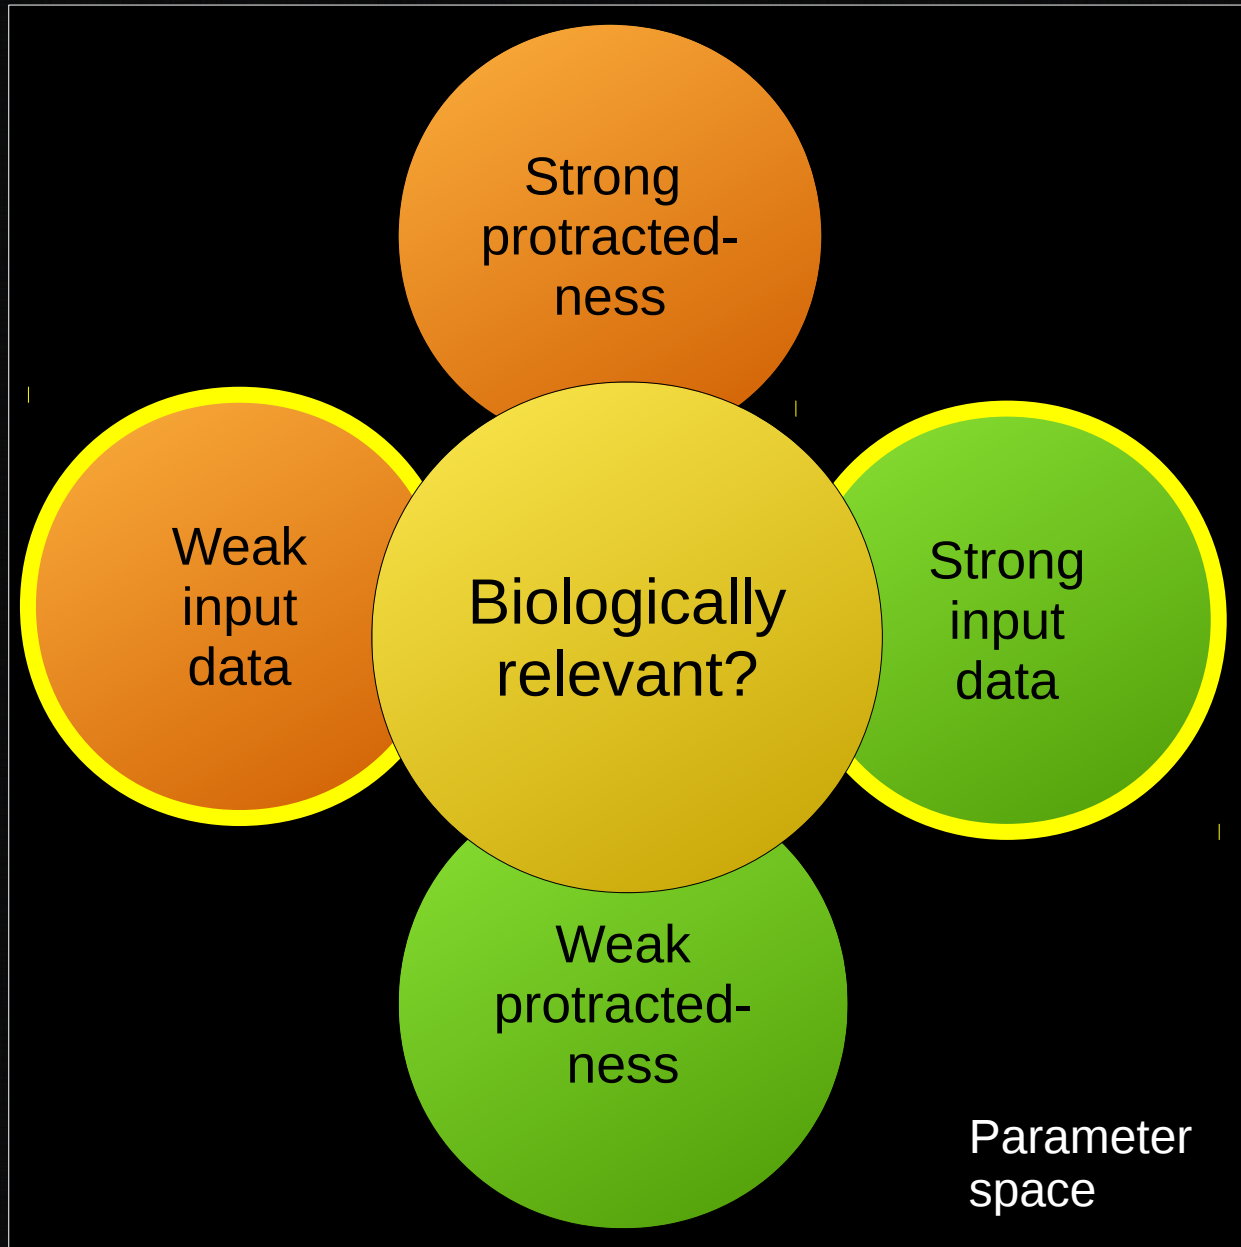 Strong
protracted-
ness
Weak
input
data
Biologically
relevant?
Strong
input
data
Weak
protracted-
ness
Parameter
space